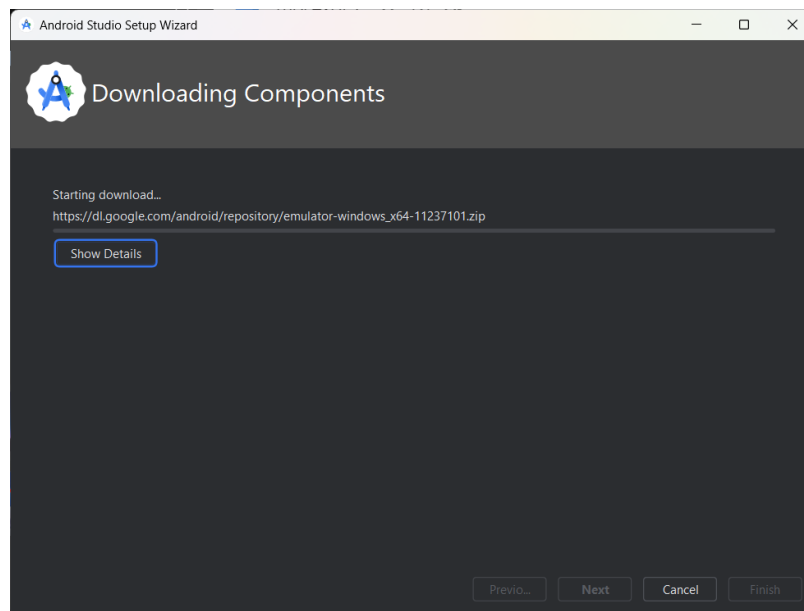 Android Studio Setup Wizard
Downloading Components
Starting download...
https://dl.google.com/android/repository/emulator-windows_x64-11237101.zip
Show Details
Previo... Next Cancel Finish